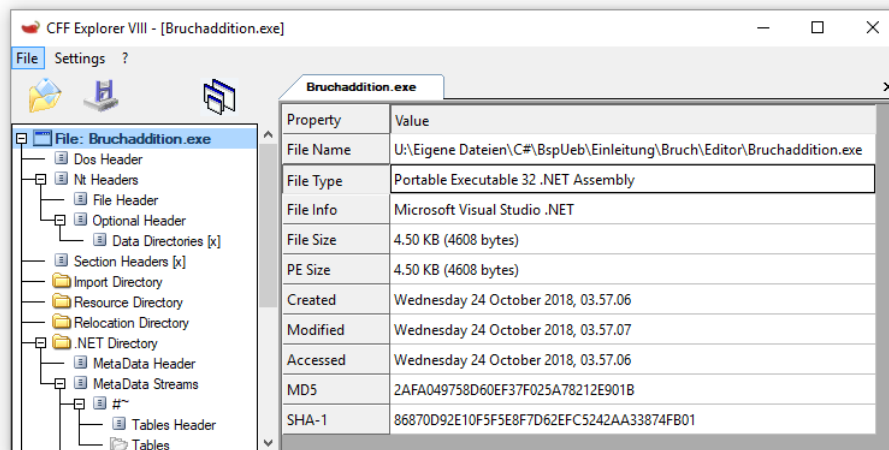 CFF Explorer VIII - [Bruchaddition.exe]
File Settings ?
Bruchaddition.exe
File: Bruchaddition.exe
Dos Header
Nt Headers
File Header
Optional Header
Data Directories [x]
Section Headers [x]
Import Directory
Resource Directory
Relocation Directory
.NET Directory
MetaData Header
MetaData Streams
#~
Tables Header
Tables
Property Value
File Name U:\Eigene Dateien\C#\BspUeb\Einleitung\Bruch\Editor\Bruchaddition.exe
File Type Portable Executable 32 .NET Assembly
File Info Microsoft Visual Studio .NET
File Size 4.50 KB (4608 bytes)
PE Size 4.50 KB (4608 bytes)
Created Wednesday 24 October 2018, 03.57.06
Modified Wednesday 24 October 2018, 03.57.07
Accessed Wednesday 24 October 2018, 03.57.06
MD5 2AFA049758D60EF37F025A78212E901B
SHA-1 86870D92E10F5F5E8F7D62EFC5242AA33874FB01